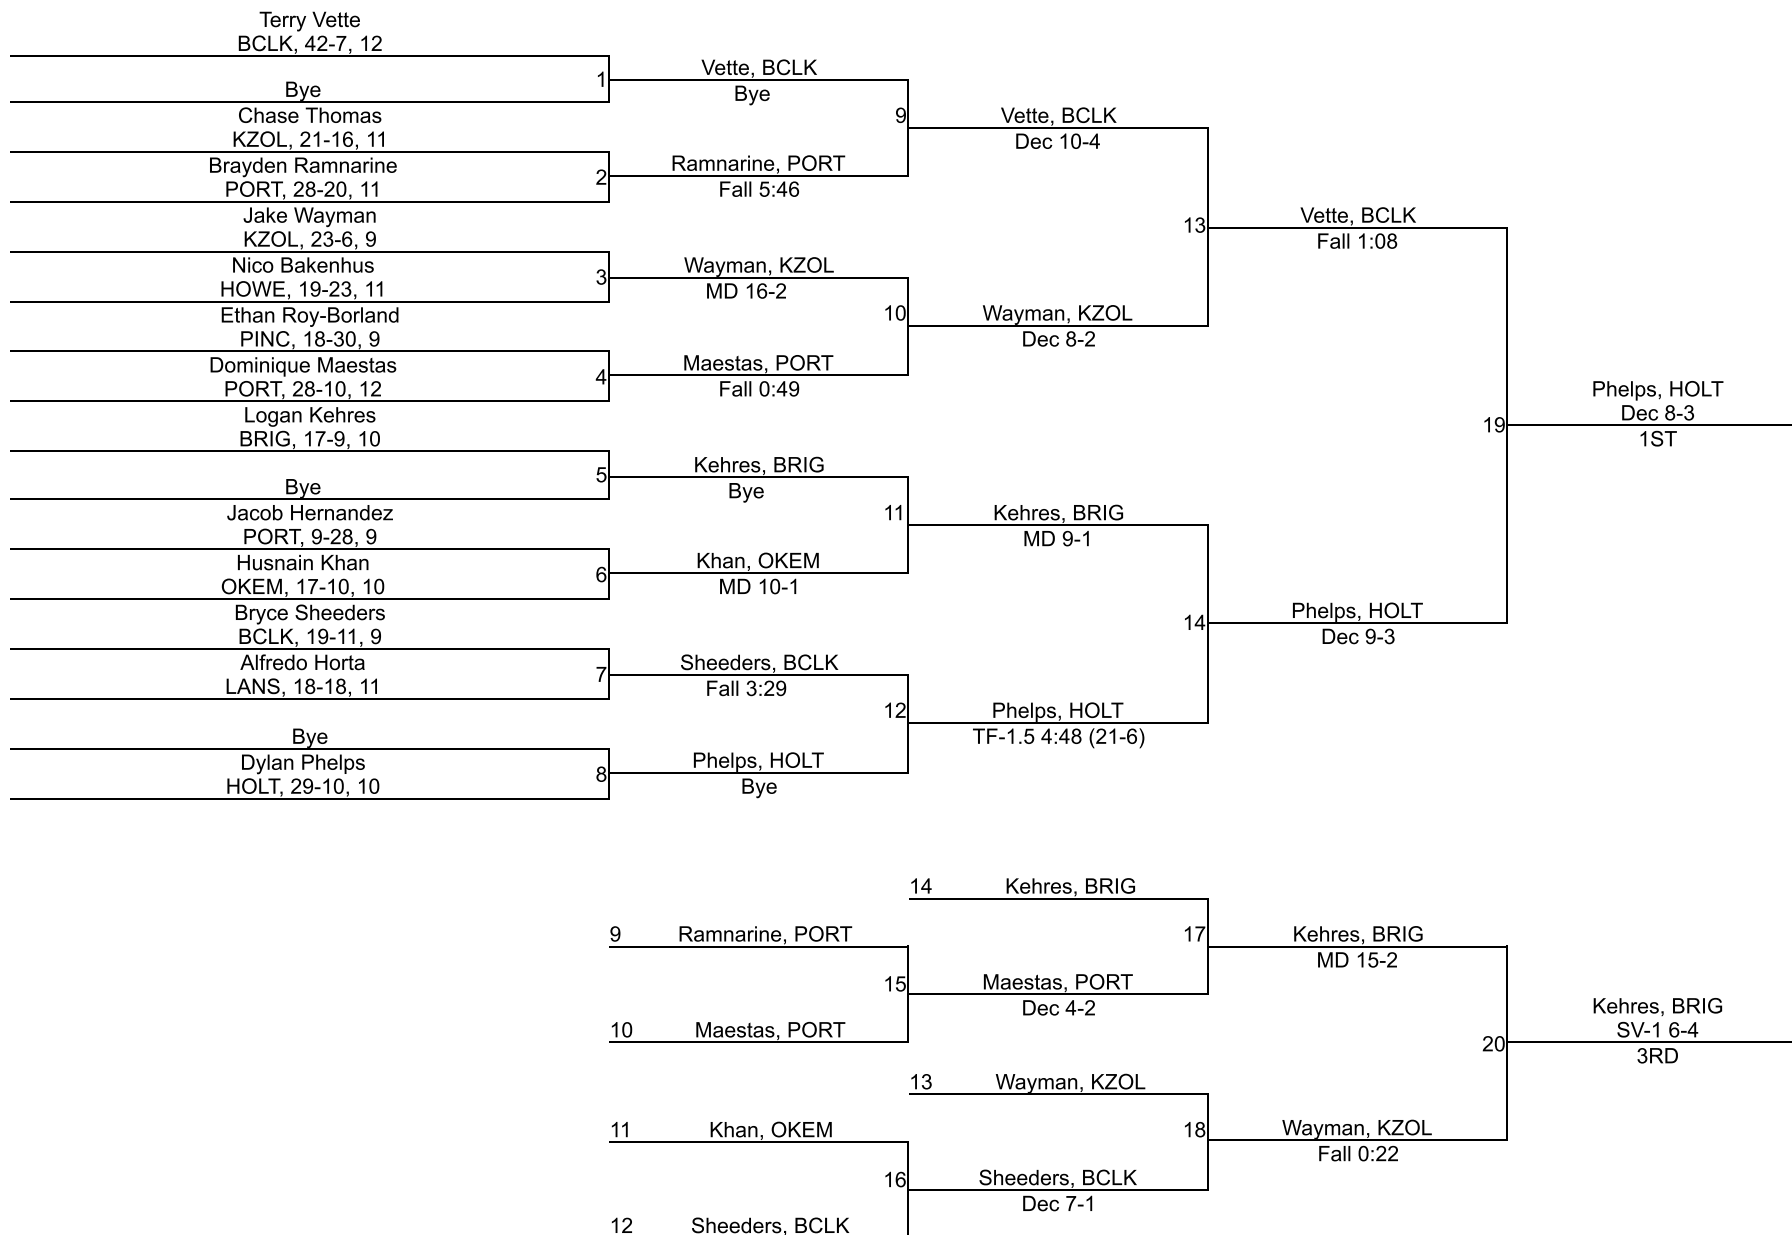 Terry Vette
BCLK, 42-7, 12
Bye
1
Chase Thomas
KZOL, 21-16, 11
Brayden Ramnarine
PORT, 28-20, 11
2
Jake Wayman
KZOL, 23-6, 9
Nico Bakenhus
HOWE, 19-23, 11
3
Ethan Roy-Borland
PINC, 18-30, 9
Dominique Maestas
PORT, 28-10, 12
4
Logan Kehres
BRIG, 17-9, 10
Bye
5
Jacob Hernandez
PORT, 9-28, 9
Husnain Khan
OKEM, 17-10, 10
6
Bryce Sheeders
BCLK, 19-11, 9
Alfredo Horta
LANS, 18-18, 11
7
Bye
Dylan Phelps
HOLT, 29-10, 10
8
Vette, BCLK
Bye
9
Ramnarine, PORT
Fall 5:46
Wayman, KZOL
MD 16-2
10
Maestas, PORT
Fall 0:49
Kehres, BRIG
Bye
11
Khan, OKEM
MD 10-1
Sheeders, BCLK
Fall 3:29
12
Phelps, HOLT
Bye
Vette, BCLK
Dec 10-4
13
Wayman, KZOL
Dec 8-2
Kehres, BRIG
MD 9-1
14
Phelps, HOLT
TF-1.5 4:48 (21-6)
Vette, BCLK
Fall 1:08
19
Phelps, HOLT
Dec 9-3
Phelps, HOLT
Dec 8-3
1ST
14 Kehres, BRIG
9 Ramnarine, PORT
15
10 Maestas, PORT
Maestas, PORT
Dec 4-2
17
Kehres, BRIG
MD 15-2
13 Wayman, KZOL
11 Khan, OKEM
16
12 Sheeders, BCLK
Sheeders, BCLK
Dec 7-1
18
Wayman, KZOL
Fall 0:22
20
Kehres, BRIG
SV-1 6-4
3RD